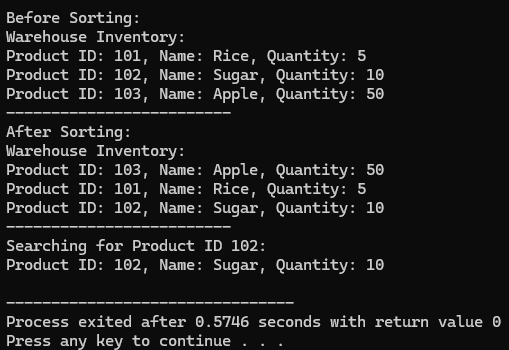 Before Sorting:
Warehouse Inventory:
Product ID: 101, Name: Rice, Quantity: 5
Product ID: 102, Name: Sugar, Quantity: 10
Product ID: 103, Name: Apple, Quantity: 50
-------------------------
After Sorting:
Warehouse Inventory:
Product ID: 103, Name: Apple, Quantity: 50
Product ID: 101, Name: Rice, Quantity: 5
Product ID: 102, Name: Sugar, Quantity: 10
-------------------------
Searching for Product ID 102:
Product ID: 102, Name: Sugar, Quantity: 10
--------------------------------
Process exited after 0.5746 seconds with return value 0
Press any key to continue . . .